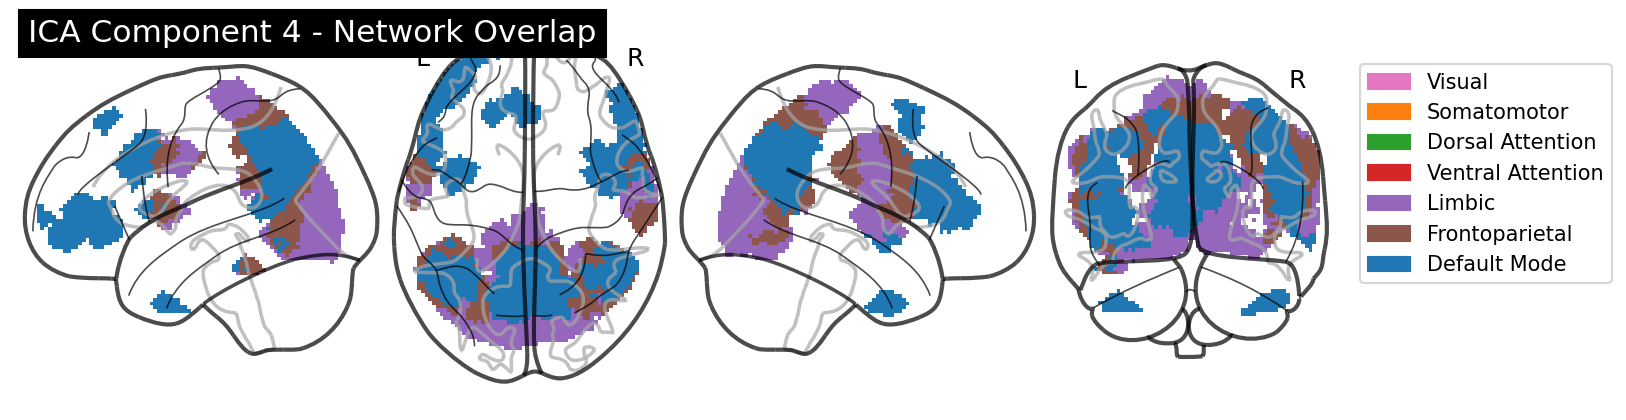 ICA Component 4 - Network Overlap
L
R
L
R
Visual
Somatomotor
Dorsal Attention
Ventral Attention
Limbic
Frontoparietal
Default Mode